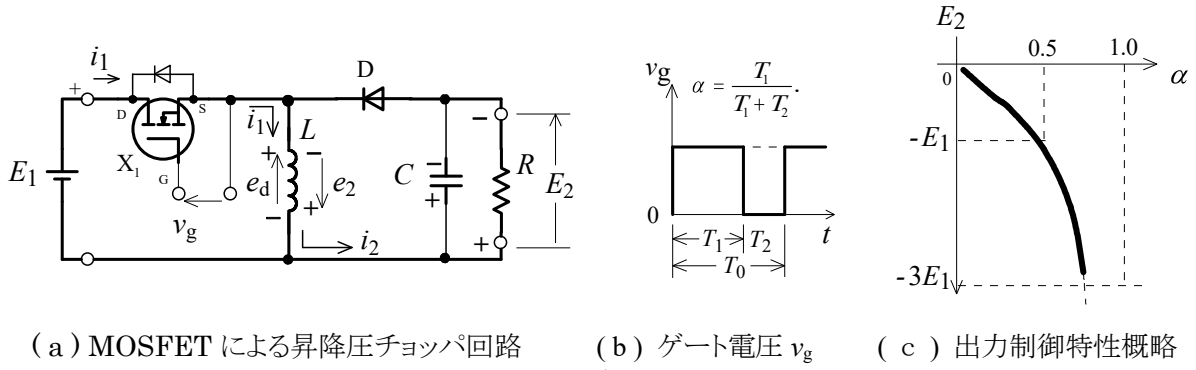 i1
D
S
X1
G
vg
E1
+
i1
L
+
−
ed
−
e2
+
i2
D
C
−
+
−
R
E2
+
vg
α = T1 / (T1 + T2).
0
T1
T2
T0
t
E2
0.5
1.0
α
0
-E1
-3E1
(a) MOSFET による昇降圧チョッパ回路
(b) ゲート電圧 vg
(c) 出力制御特性概略